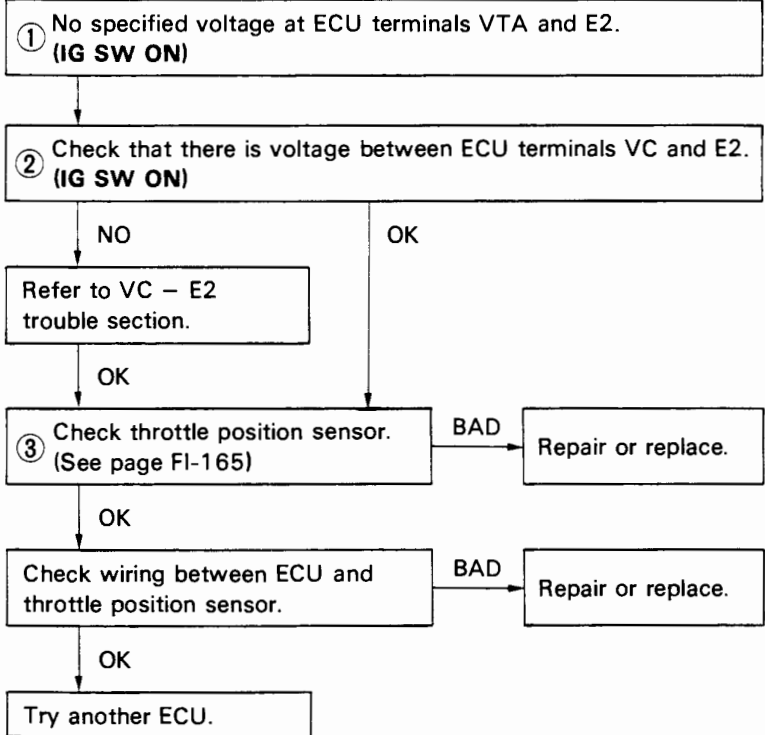 ① No specified voltage at ECU terminals VTA and E2.
(IG SW ON)
② Check that there is voltage between ECU terminals VC and E2.
(IG SW ON)
NO
OK
Refer to VC — E2
trouble section.
OK
③ Check throttle position sensor.
(See page FI-165)
BAD
Repair or replace.
OK
Check wiring between ECU and
throttle position sensor.
BAD
Repair or replace.
OK
Try another ECU.